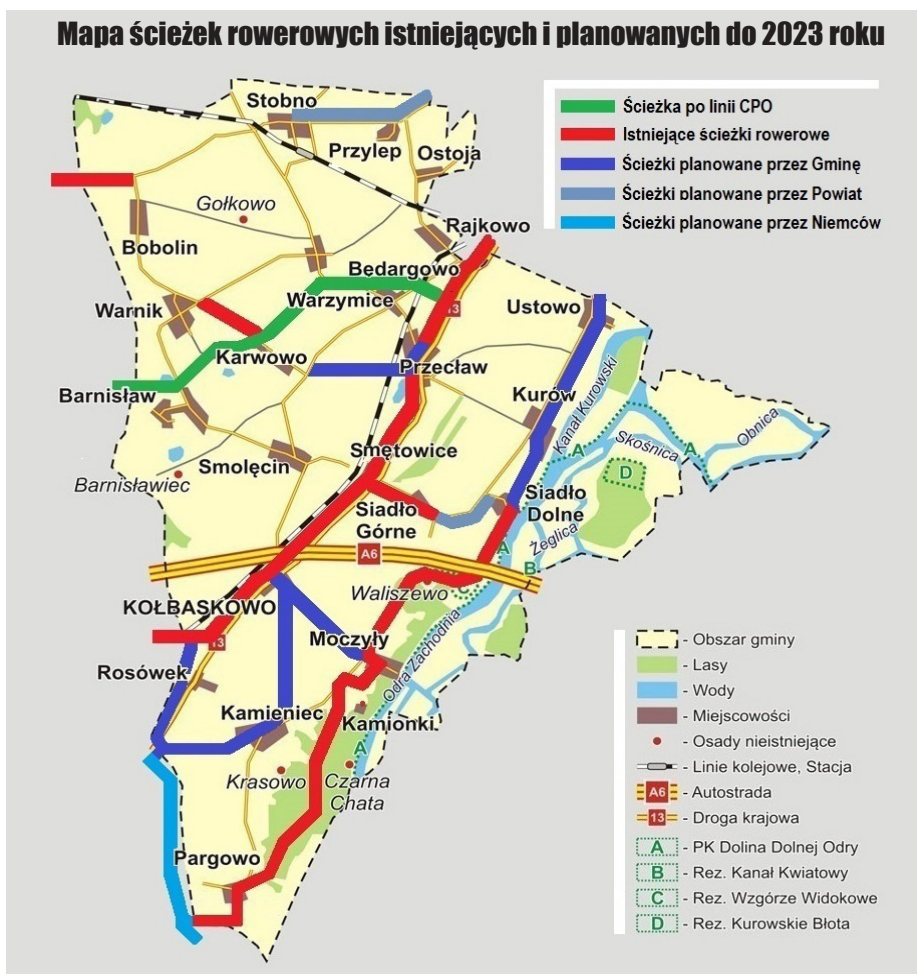 Mapa ścieżek rowerowych istniejących i planowanych do 2023 roku
Ścieżka po linii CPO
Istniejące ścieżki rowerowe
Ścieżki planowane przez Gminę
Ścieżki planowane przez Powiat
Ścieżki planowane przez Niemców
Stobno
Przylep
Ostoja
Gołkowo
Rajkowo
Bobolin
Będargowo
Warzymice
13
Ustowo
Warnik
Karwowo
Przecław
Barnisław
Kurów
Kanał Kurowski
Obnica
Skośnica
A
A
Smętowice
Smolęcin
D
Barnisławiec
Siadło
Górne
Siadło
Dolne
Żeglica
A6
A
B
Waliszewo
C
KOŁBASKOWO
13
Moczyły
Odra Zachodnia
Rosówek
Kamieniec
Kamionki
A
Krasowo
Czarna
Chata
Pargowo
- Obszar gminy
- Lasy
- Wody
- Miejscowości
- Osady nieistniejące
- Linie kolejowe, Stacja
A6 - Autostrada
13 - Droga krajowa
A - PK Dolina Dolnej Odry
B - Rez. Kanał Kwiatowy
C - Rez. Wzgórze Widokowe
D - Rez. Kurowskie Błota